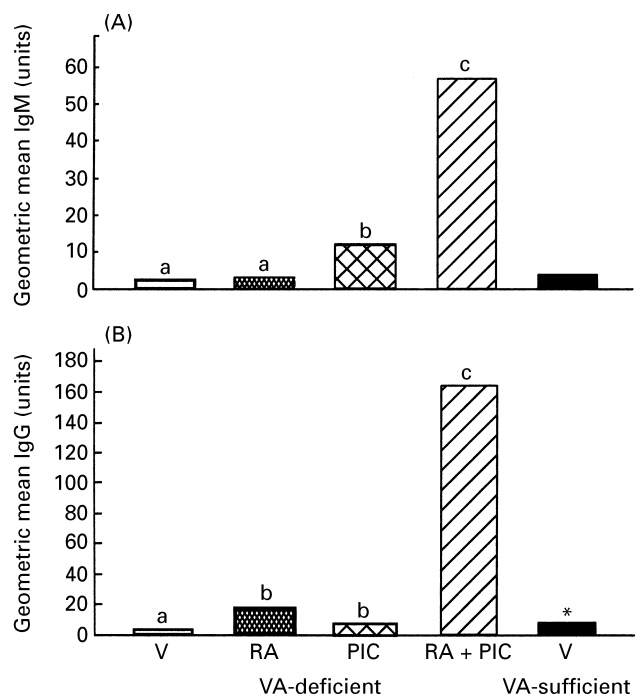 (A)
Geometric mean IgM (units)
60
50
40
30
20
10
0
a
a
b
c
(B)
Geometric mean IgG (units)
180
160
140
120
100
80
60
40
20
0
a
b
b
c
*
V RA PIC RA + PIC V
VA-deficient VA-sufficient